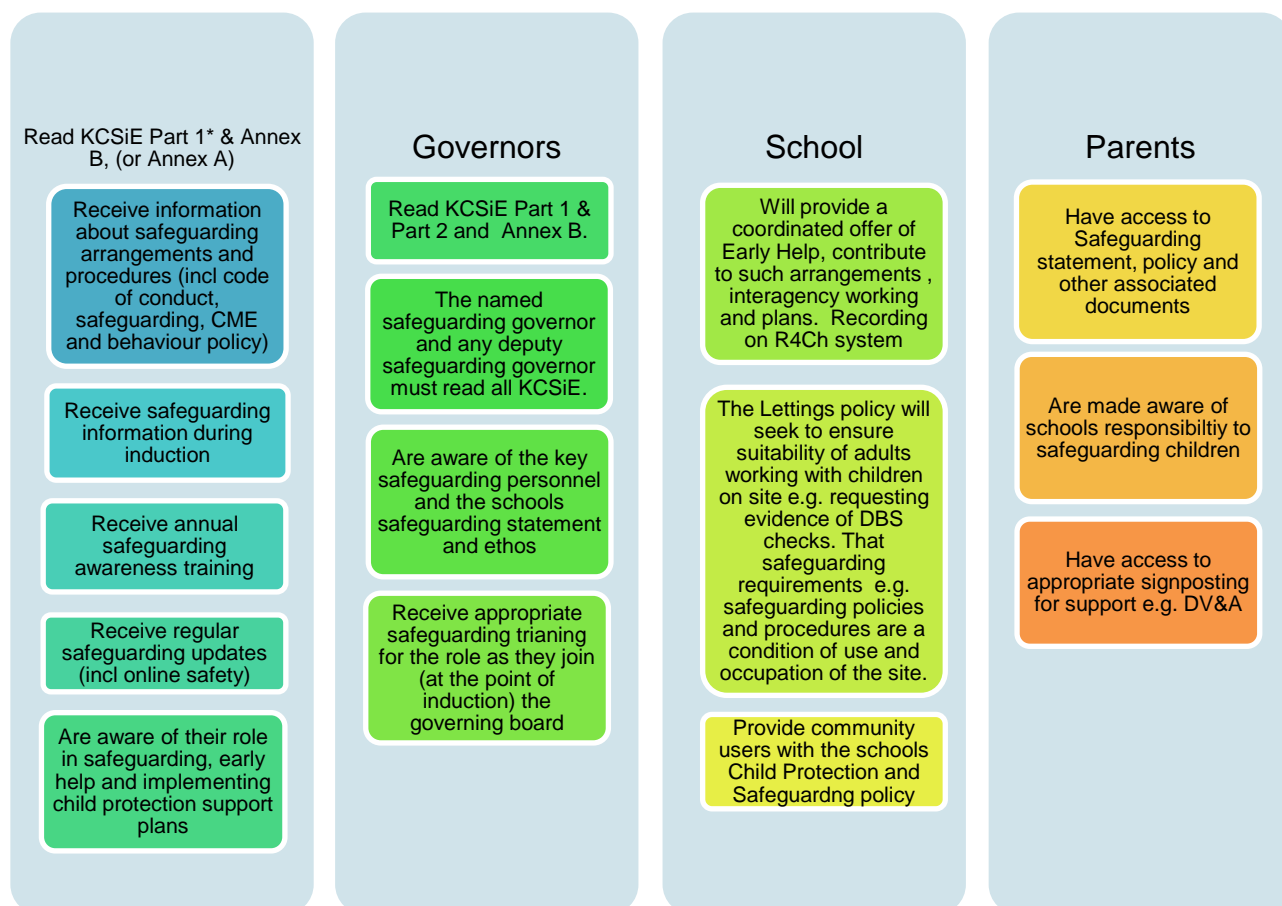 Read KCSiE Part 1* & Annex
B, (or Annex A)
Receive information
about safeguarding
arrangements and
procedures (incl code
of conduct,
safeguarding, CME
and behaviour policy)
Receive safeguarding
information during
induction
Receive annual
safeguarding
awareness training
Receive regular
safeguarding updates
(incl online safety)
Are aware of their role
in safeguarding, early
help and implementing
child protection support
plans
Governors
Read KCSiE Part 1 &
Part 2 and Annex B.
The named
safeguarding governor
and any deputy
safeguarding governor
must read all KCSiE.
Are aware of the key
safeguarding personnel
and the schools
safeguarding statement
and ethos
Receive appropriate
safeguarding trianing
for the role as they join
(at the point of
induction) the
governing board
School
Will provide a
coordinated offer of
Early Help, contribute
to such arrangements ,
interagency working
and plans. Recording
on R4Ch system
The Lettings policy will
seek to ensure
suitability of adults
working with children
on site e.g. requesting
evidence of DBS
checks. That
safeguarding
requirements e.g.
safeguarding policies
and procedures are a
condition of use and
occupation of the site.
Provide community
users with the schools
Child Protection and
Safeguardng policy
Parents
Have access to
Safeguarding
statement, policy and
other associated
documents
Are made aware of
schools responsibiltiy to
safeguarding children
Have access to
appropriate signposting
for support e.g. DV&A